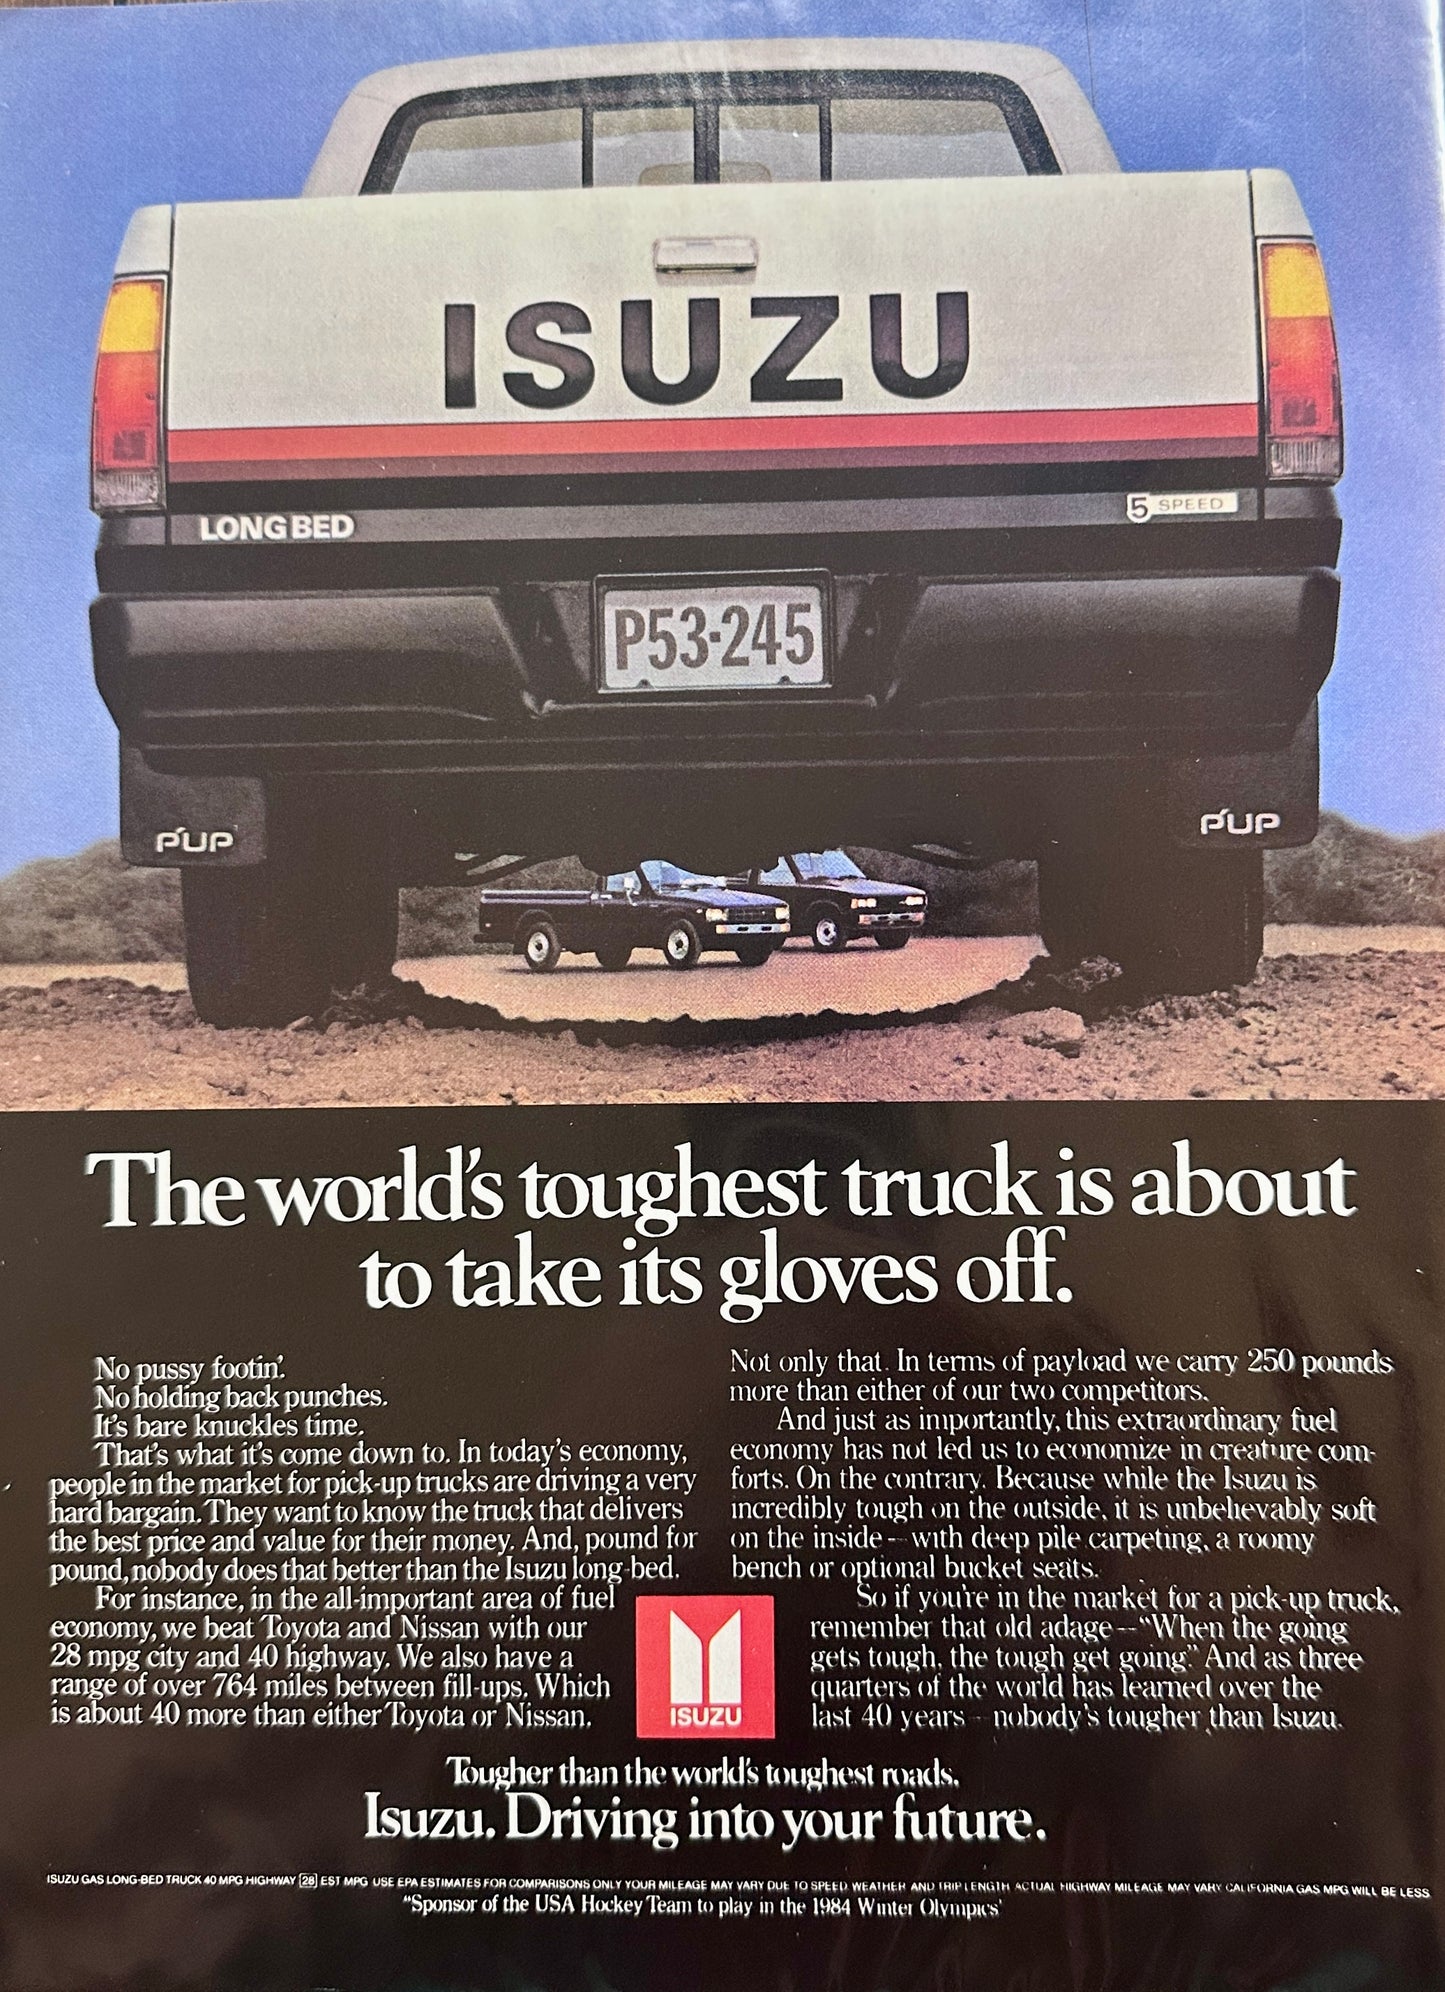 ISUZU
LONG BED
5 SPEED
P53-245
P'UP
P'UP
The world's toughest truck is about
to take its gloves off.
No pussy footin'.
No holding back punches.
It's bare knuckles time.
That's what it's come down to. In today's economy,
people in the market for pick-up trucks are driving a very
hard bargain. They want to know the truck that delivers
the best price and value for their money. And, pound for
pound, nobody does that better than the Isuzu long-bed.
For instance, in the all-important area of fuel
economy, we beat Toyota and Nissan with our
28 mpg city and 40 highway. We also have a
range of over 764 miles between fill-ups. Which
is about 40 more than either Toyota or Nissan.
Not only that. In terms of payload we carry 250 pounds
more than either of our two competitors.
And just as importantly, this extraordinary fuel
economy has not led us to economize in creature com-
forts. On the contrary. Because while the Isuzu is
incredibly tough on the outside, it is unbelievably soft
on the inside—with deep pile carpeting, a roomy
bench or optional bucket seats.
So if you're in the market for a pick-up truck,
remember that old adage—"When the going
gets tough, the tough get going." And as three
quarters of the world has learned over the
last 40 years—nobody's tougher than Isuzu.
ISUZU
Tougher than the world's toughest roads.
Isuzu. Driving into your future.
ISUZU GAS LONG-BED TRUCK 40 MPG HIGHWAY 28 EST MPG USE EPA ESTIMATES FOR COMPARISONS ONLY YOUR MILEAGE MAY VARY DUE TO SPEED, WEATHER AND TRIP LENGTH ACTUAL HIGHWAY MILEAGE MAY VARY CALIFORNIA GAS MPG WILL BE LESS
"Sponsor of the USA Hockey Team to play in the 1984 Winter Olympics"